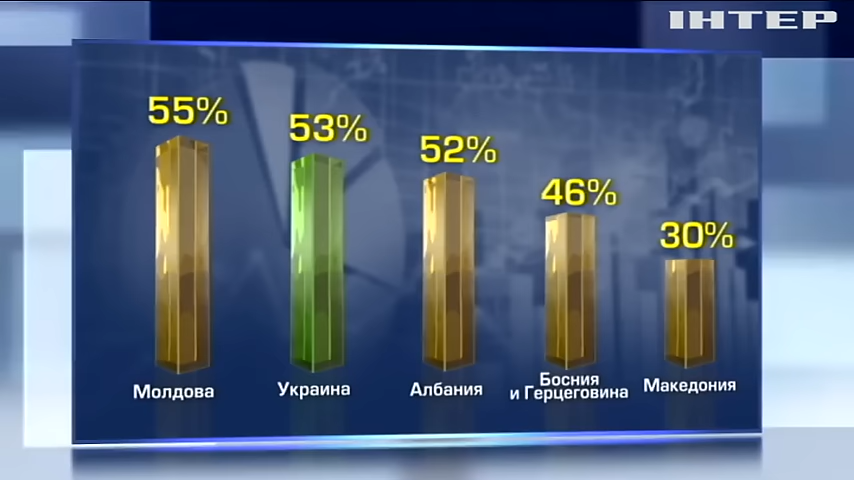 ІНТЕР
55%
53%
52%
46%
30%
Молдова
Украина
Албания
Босния
и Герцеговина
Македония